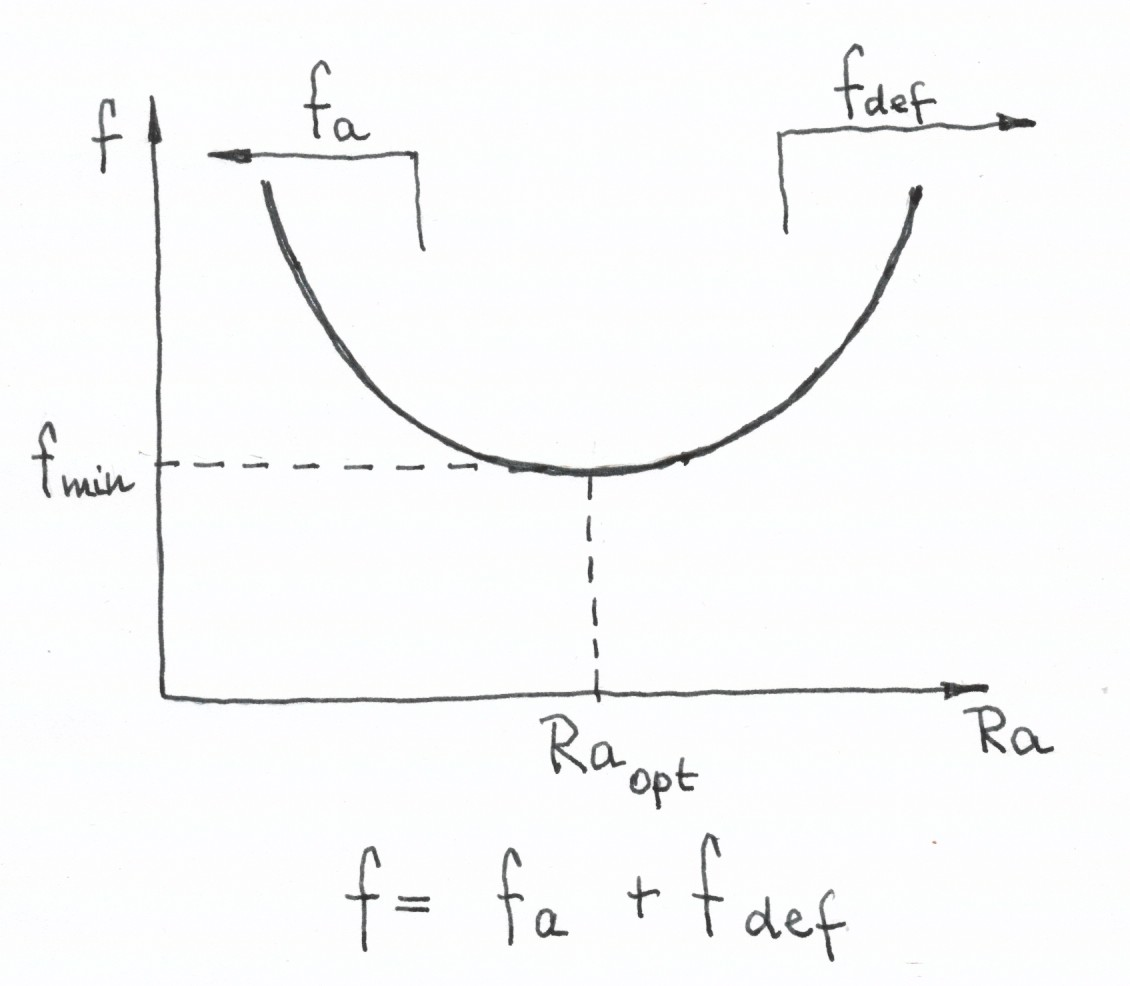 fa
fdef
f
fmin
Ra
Raopt
f = fa + fdef